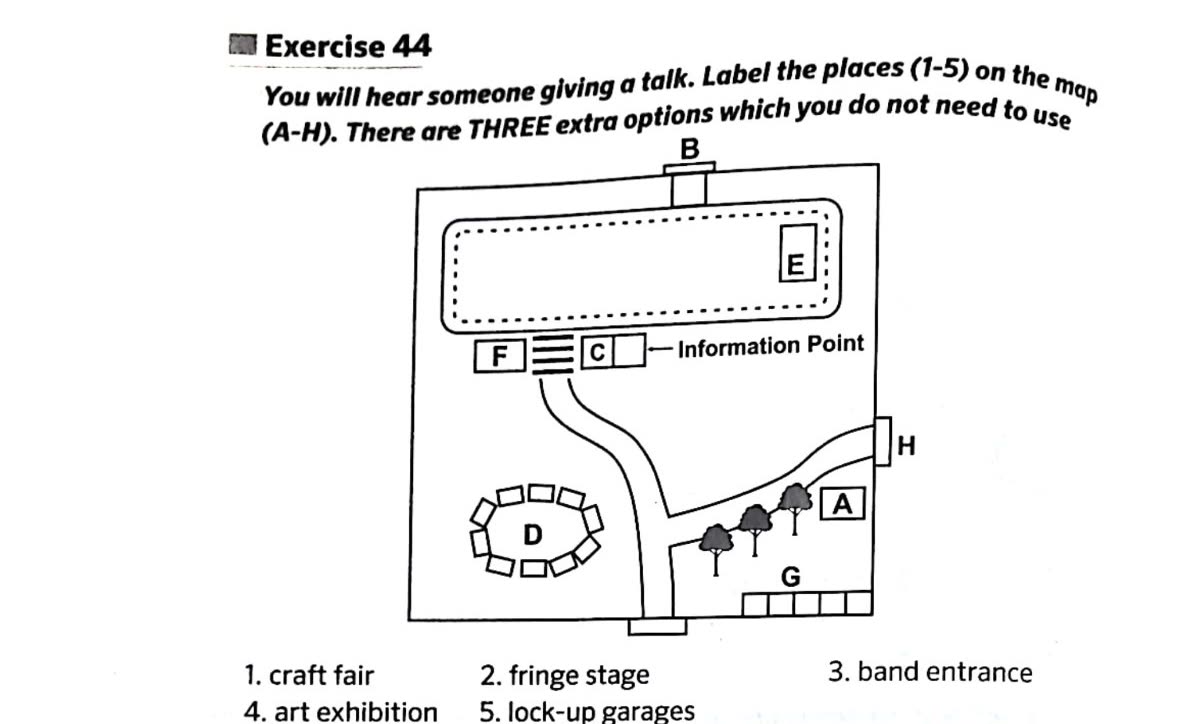 Exercise 44
You will hear someone giving a talk. Label the places (1-5) on the map
(A-H). There are THREE extra options which you do not need to use
B
E
F
C
Information Point
H
A
D
G
1. craft fair 2. fringe stage 3. band entrance
4. art exhibition 5. lock-up garages